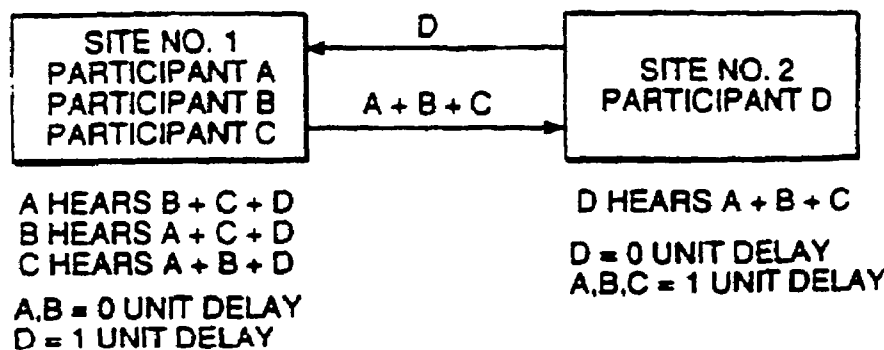 SITE NO. 1
PARTICIPANT A
PARTICIPANT B
PARTICIPANT C
D
A + B + C
SITE NO. 2
PARTICIPANT D
A HEARS B + C + D
B HEARS A + C + D
C HEARS A + B + D
A,B = 0 UNIT DELAY
D = 1 UNIT DELAY
D HEARS A + B + C
D = 0 UNIT DELAY
A,B,C = 1 UNIT DELAY